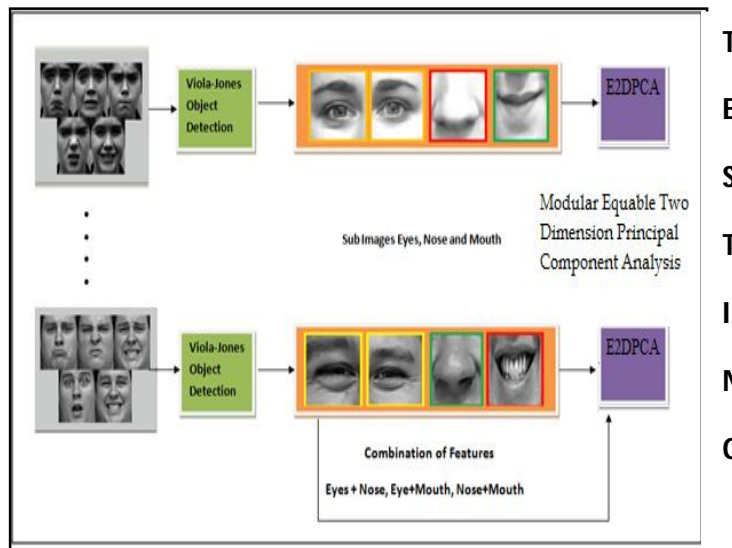 Viola-Jones
Object
Detection
E2DPCA
Sub Images Eyes, Nose and Mouth
Modular Equable Two
Dimension Principal
Component Analysis
Viola-Jones
Object
Detection
E2DPCA
Combination of Features
Eyes + Nose, Eye+Mouth, Nose+Mouth
T
E
S
T
I
N
G